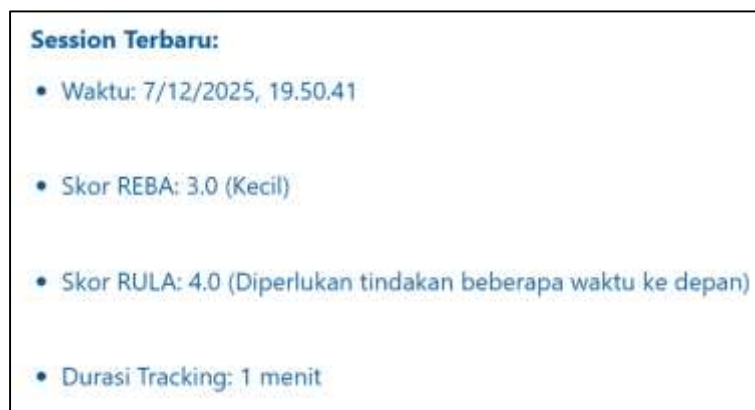 Session Terbaru:
• Waktu: 7/12/2025, 19.50.41
• Skor REBA: 3.0 (Kecil)
• Skor RULA: 4.0 (Diperlukan tindakan beberapa waktu ke depan)
• Durasi Tracking: 1 menit